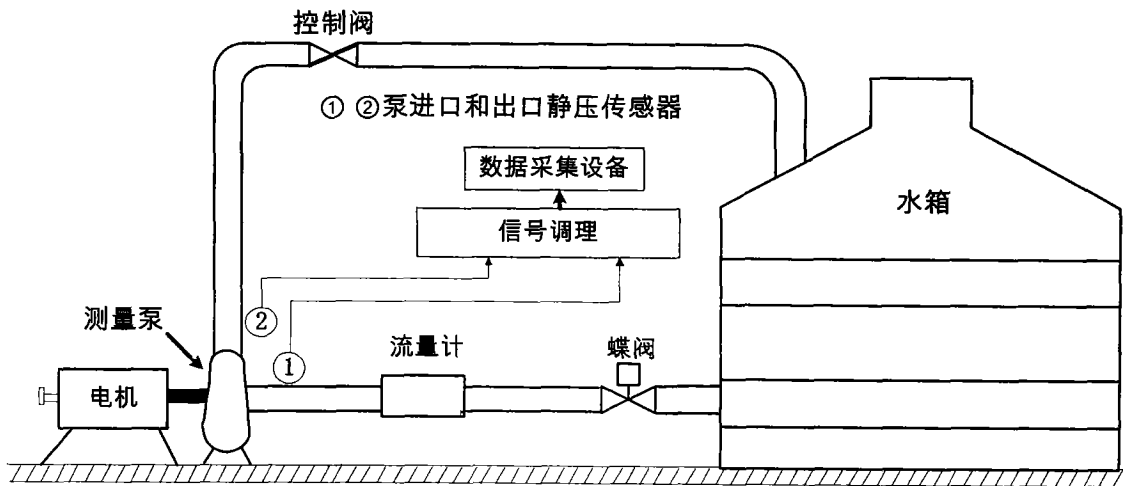 控制阀
① ②泵进口和出口静压传感器
数据采集设备
水箱
信号调理
②
测量泵
①
流量计
蝶阀
电机